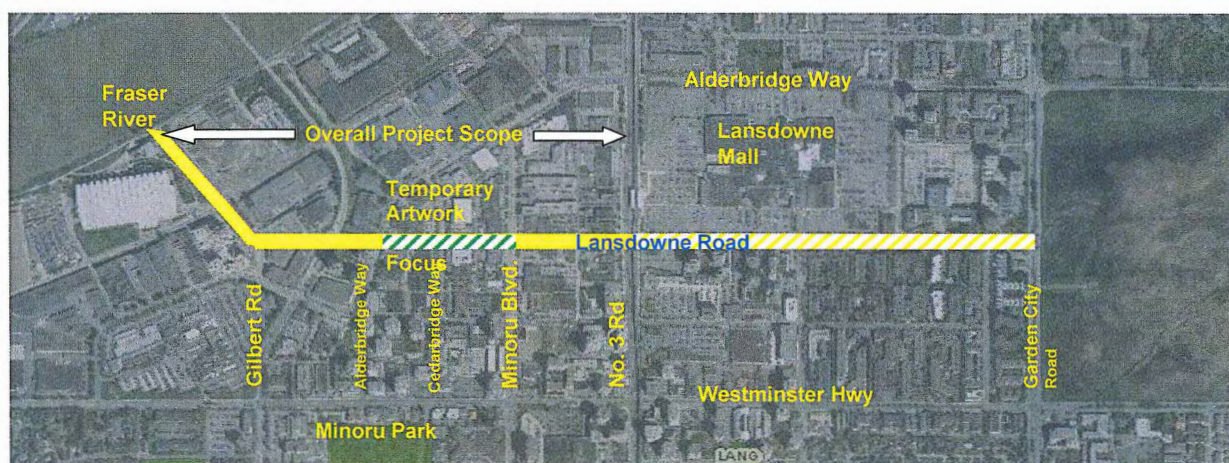 Alderbridge Way
Fraser
River
Overall Project Scope
Lansdowne
Mall
Temporary
Artwork
Lansdowne Road
Focus
Gilbert Rd
Alderbridge Way
Cedarbridge Way
Minoru Blvd.
No. 3 Rd
Garden City
Road
Westminster Hwy
Minoru Park
LANG